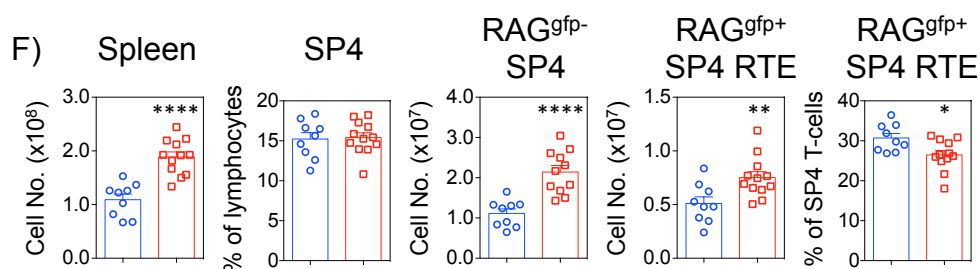 F)
Spleen
Cell No. (x10⁸)
3.0
2.0
1.0
0.0
****
SP4
% of lymphocytes
20
15
10
5
0
RAGgfp-
SP4
Cell No. (x10⁷)
4.0
3.0
2.0
1.0
0.0
****
RAGgfp+
SP4 RTE
Cell No. (x10⁷)
1.5
1.0
0.5
0.0
**
RAGgfp+
SP4 RTE
% of SP4 T-cells
40
30
20
10
0
*